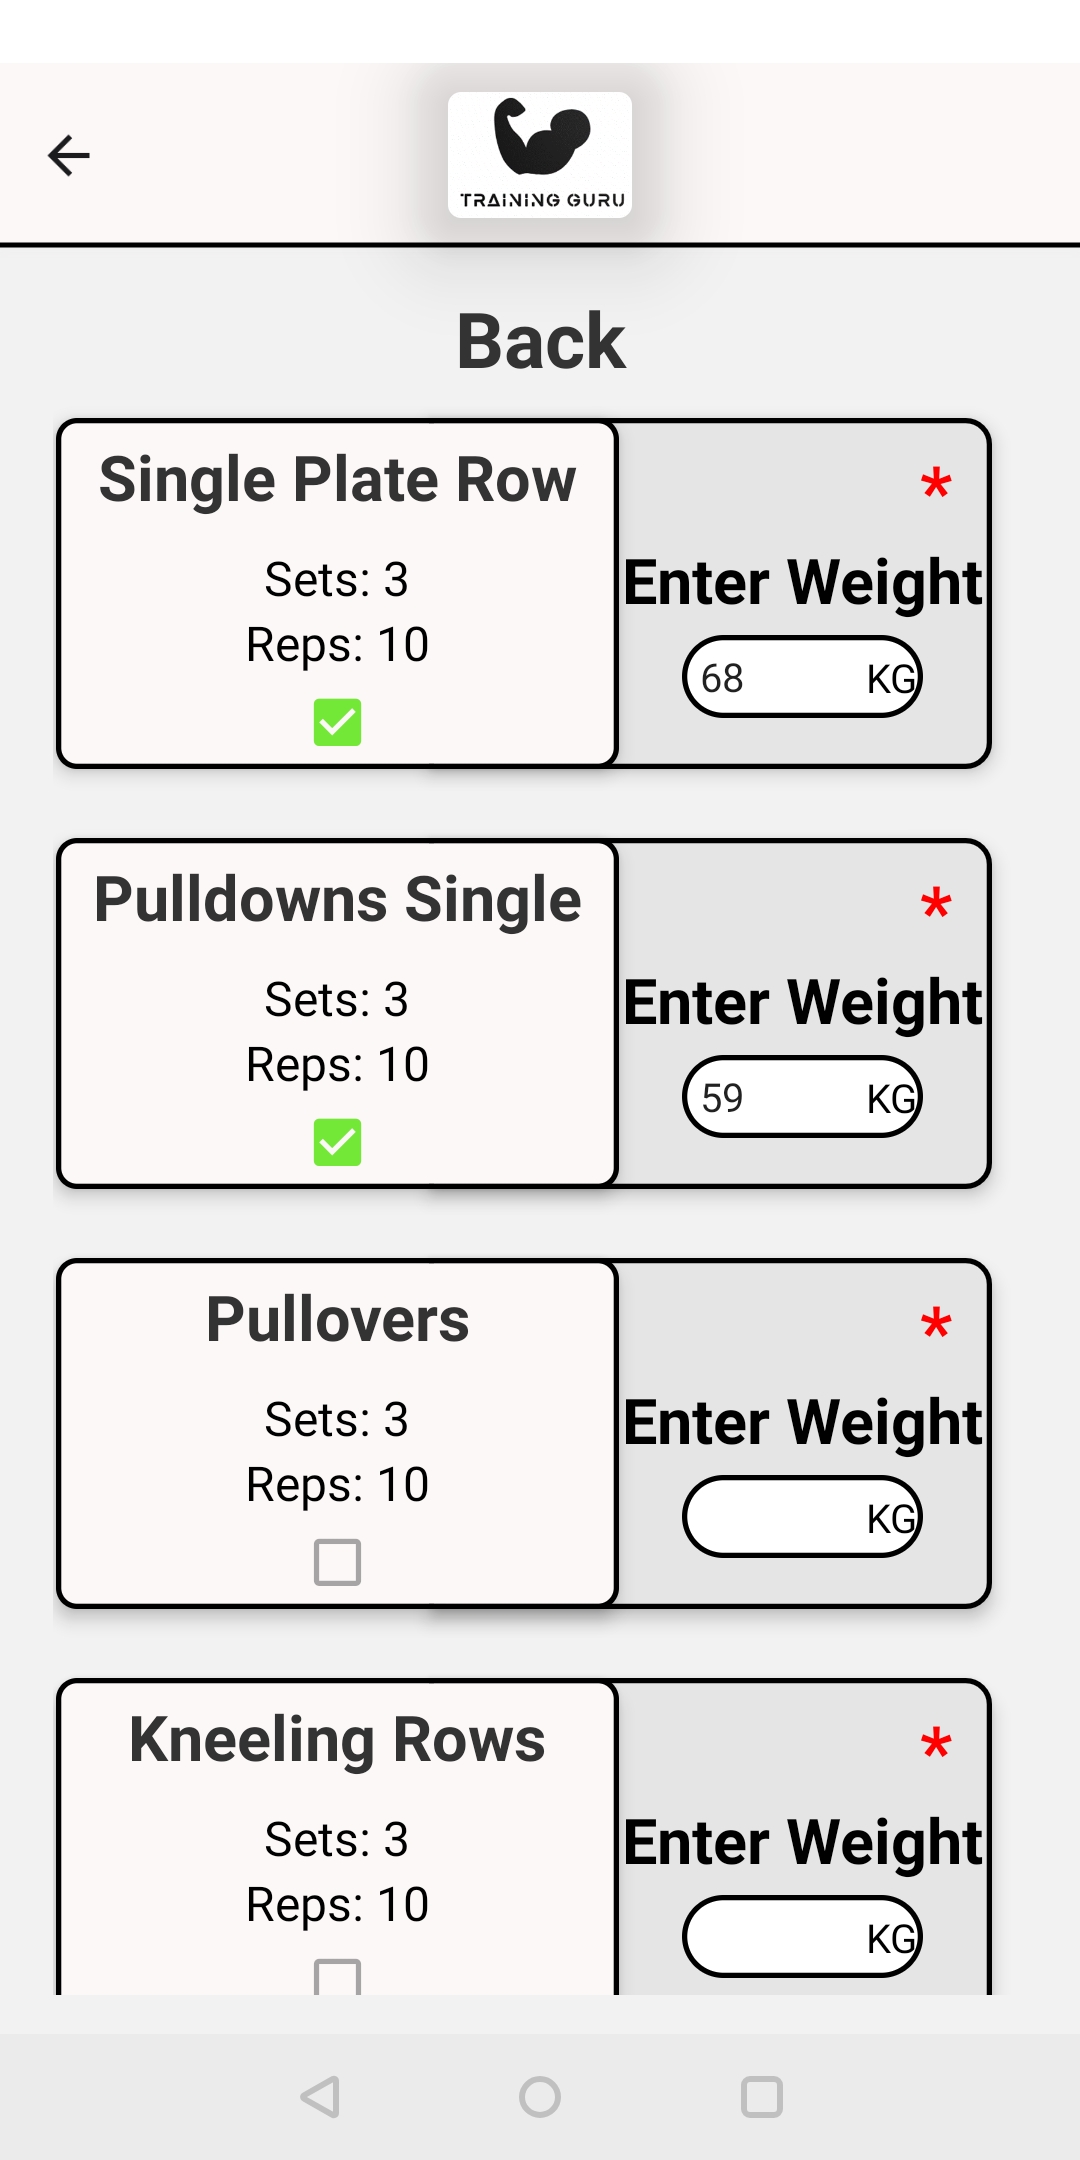 TRAINING GURU
Back
Single Plate Row
Sets: 3
Reps: 10
*
Enter Weight
68 KG
Pulldowns Single
Sets: 3
Reps: 10
*
Enter Weight
59 KG
Pullovers
Sets: 3
Reps: 10
*
Enter Weight
KG
Kneeling Rows
Sets: 3
Reps: 10
*
Enter Weight
KG